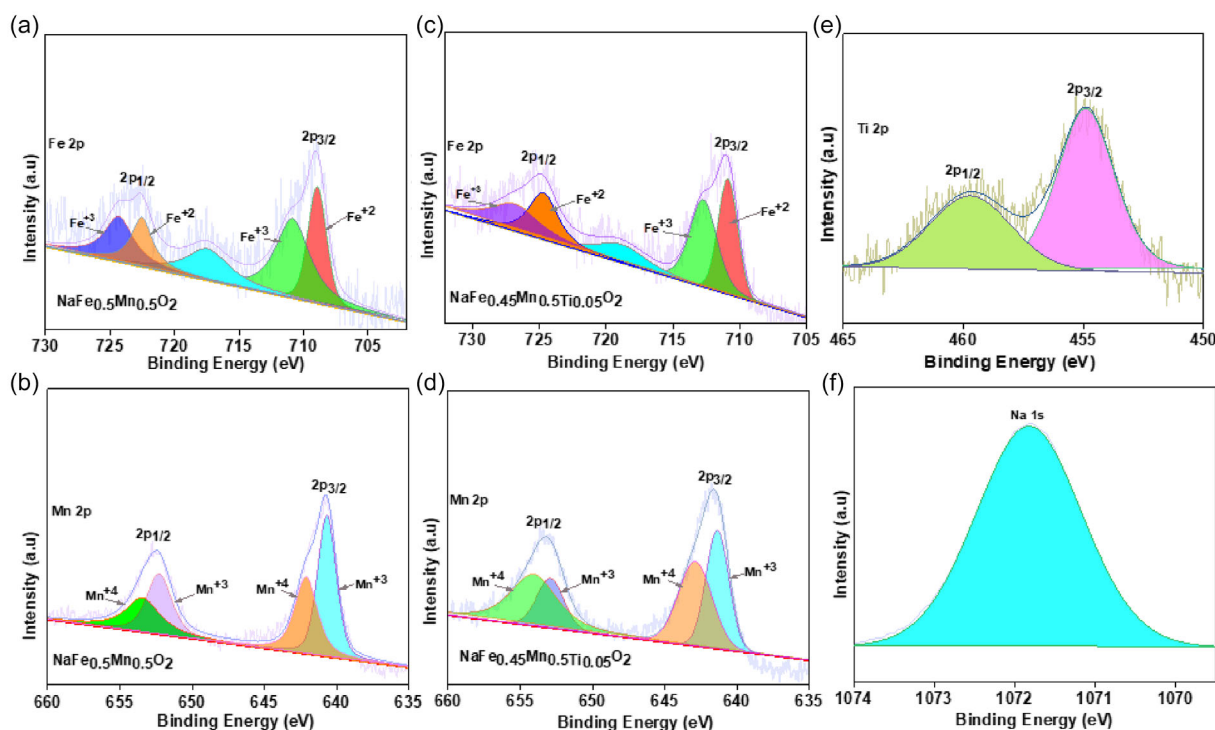 (a)
Intensity (a.u)
Fe 2p
2p1/2
2p3/2
Fe+3
Fe+2
Fe+3
Fe+2
NaFe0.5Mn0.5O2
730 725 720 715 710 705
Binding Energy (eV)
(c)
Intensity (a.u)
Fe 2p
2p1/2
2p3/2
Fe+3
Fe+2
Fe+3
Fe+2
NaFe0.45Mn0.5Ti0.05O2
730 725 720 715 710 705
Binding Energy (eV)
(e)
Intensity (a.u)
Ti 2p
2p1/2
2p3/2
465 460 455 450
Binding Energy (eV)
(b)
Intensity (a.u)
Mn 2p
2p1/2
2p3/2
Mn+4
Mn+3
Mn+4
Mn+3
NaFe0.5Mn0.5O2
660 655 650 645 640 635
Binding Energy (eV)
(d)
Intensity (a.u)
Mn 2p
2p1/2
2p3/2
Mn+4
Mn+3
Mn+4
Mn+3
NaFe0.45Mn0.5Ti0.05O2
660 655 650 645 640 635
Binding Energy (eV)
(f)
Intensity (a.u)
Na 1s
1074 1073 1072 1071 1070
Binding Energy (eV)